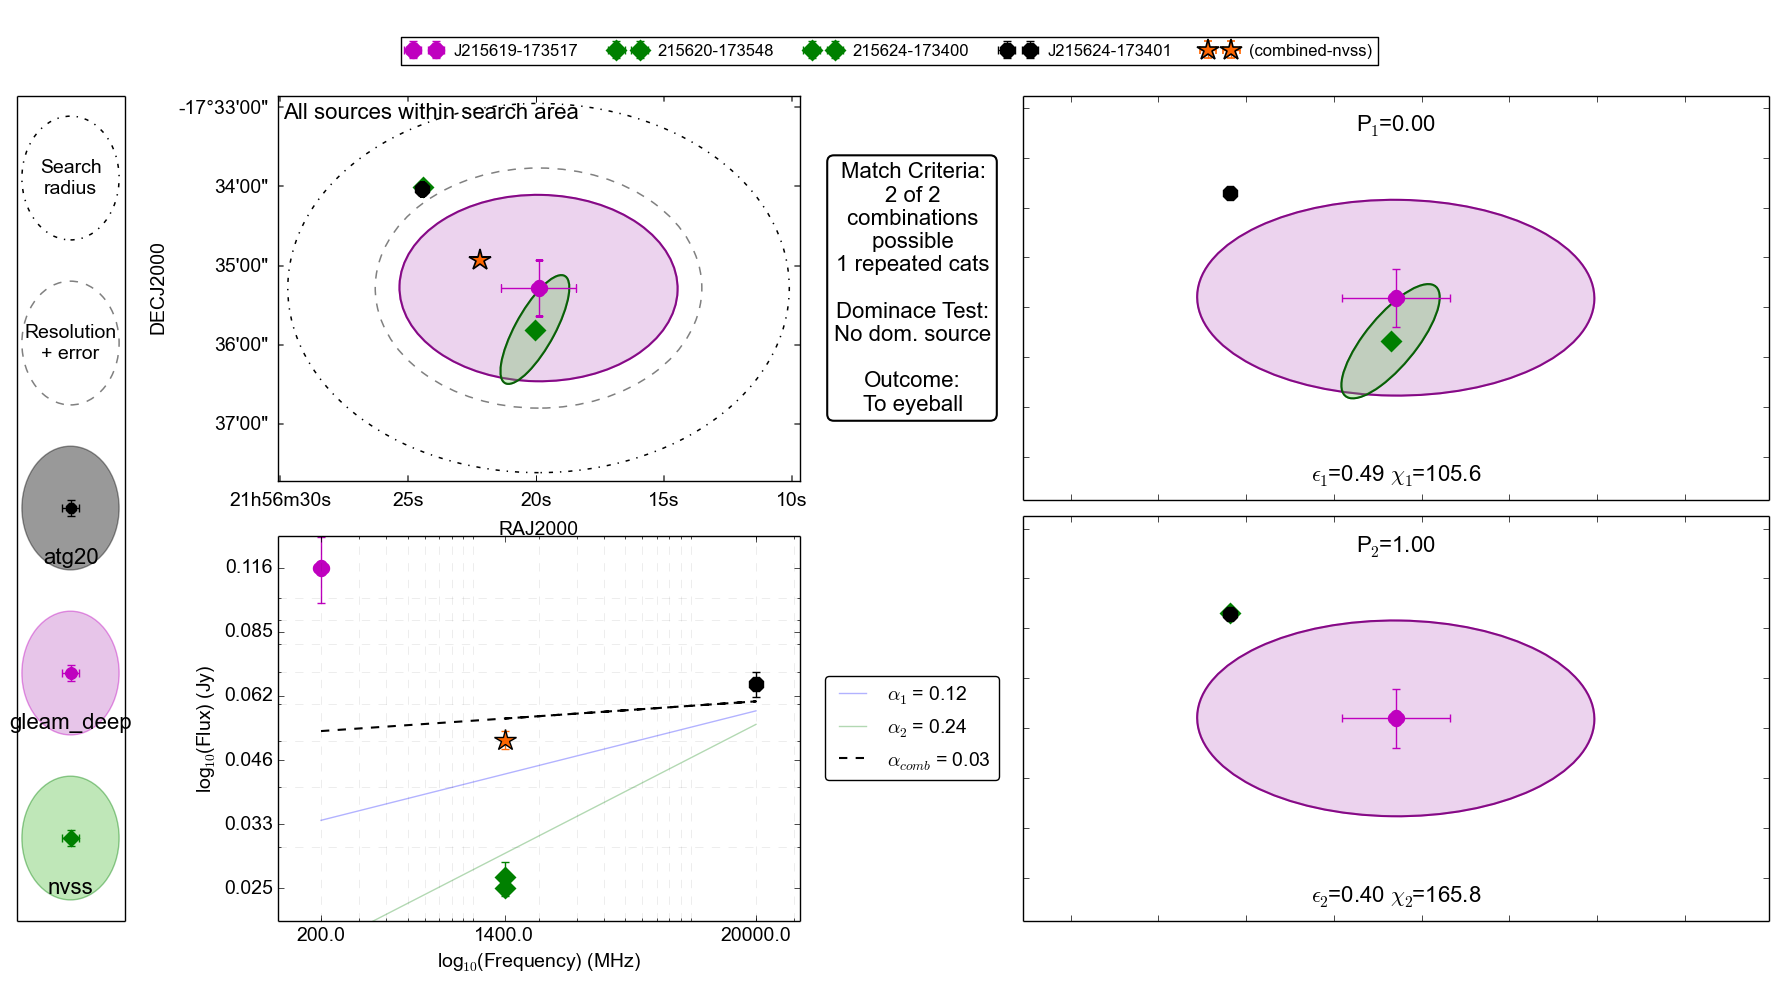 J215619-173517 215620-173548 215624-173400 J215624-173401 (combined-nvss)
Search
radius
Resolution
+ error
atg20
gleam_deep
nvss
All sources within search area
DECJ2000
-17°33'00"
34'00"
35'00"
36'00"
37'00"
21h56m30s 25s 20s 15s 10s
RAJ2000
Match Criteria:
2 of 2
combinations
possible
1 repeated cats
Dominace Test:
No dom. source
Outcome:
To eyeball
P1=0.00
ϵ1=0.49 χ1=105.6
P2=1.00
ϵ2=0.40 χ2=165.8
log10(Flux) (Jy)
0.116
0.085
0.062
0.046
0.033
0.025
200.0 1400.0 20000.0
log10(Frequency) (MHz)
α1 = 0.12
α2 = 0.24
αcomb = 0.03